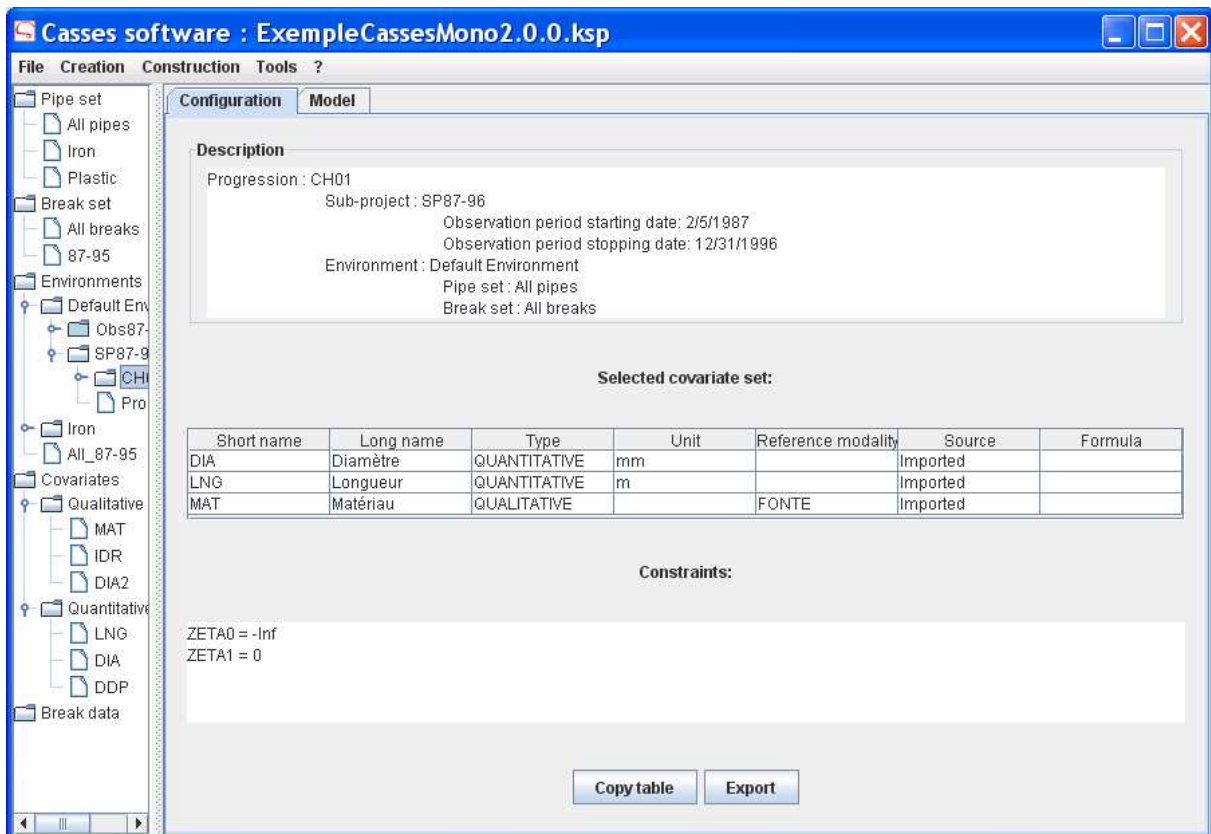 Casses software : ExempleCassesMono2.0.0.ksp
File Creation Construction Tools ?
Pipe set
All pipes
Iron
Plastic
Break set
All breaks
87-95
Environments
Default Env
Obs87-
SP87-9
CH
Pro
Iron
All_87-95
Covariates
Qualitative
MAT
IDR
DIA2
Quantitative
LNG
DIA
DDP
Break data
Configuration Model
Description
Progression : CH01
Sub-project : SP87-96
Observation period starting date: 2/5/1987
Observation period stopping date: 12/31/1996
Environment : Default Environment
Pipe set : All pipes
Break set : All breaks
Selected covariate set:
Short name Long name Type Unit Reference modality Source Formula
DIA Diamètre QUANTITATIVE mm Imported
LNG Longueur QUANTITATIVE m Imported
MAT Matériau QUALITATIVE FONTE Imported
Constraints:
ZETA0 = -Inf
ZETA1 = 0
Copy table Export